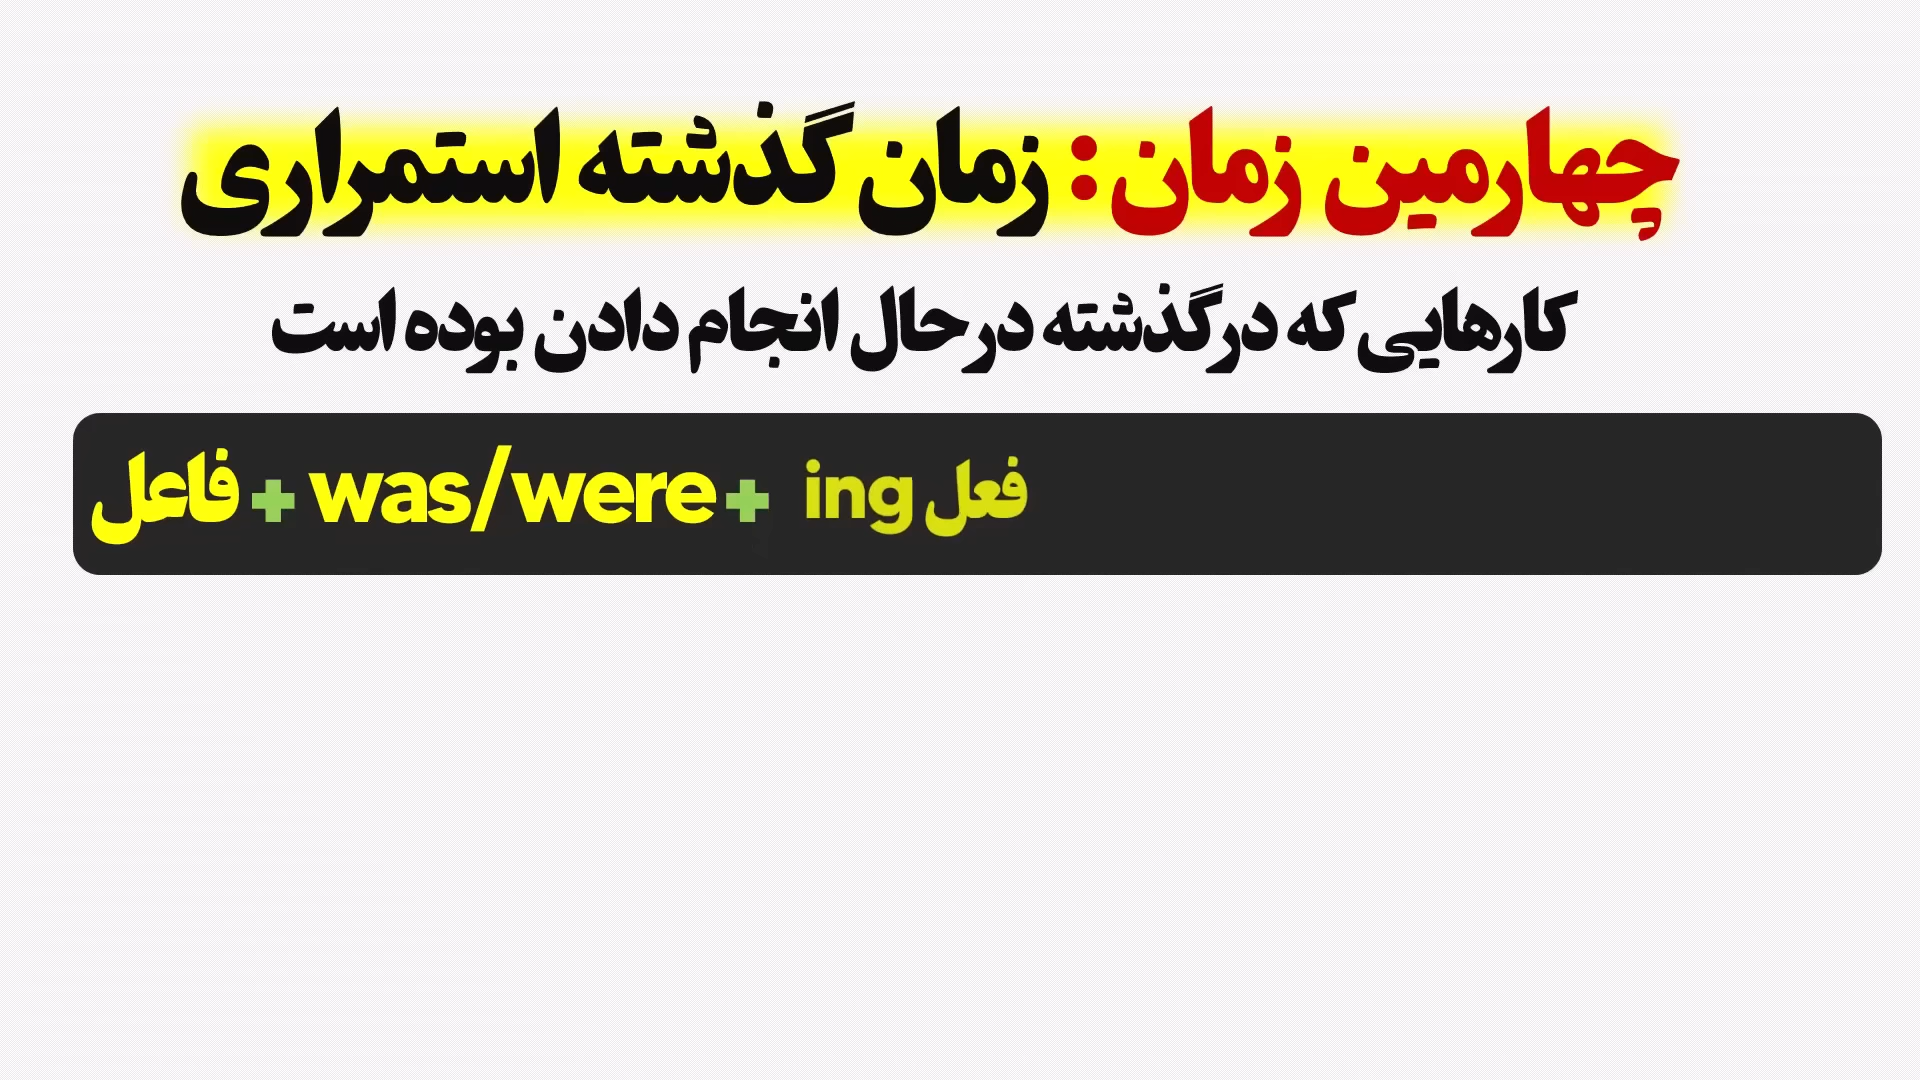 چهارمین زمان: زمان گذشته استمراری
کارهایی که درگذشته درحال انجام دادن بوده است
فاعل + was/were + ing فعل